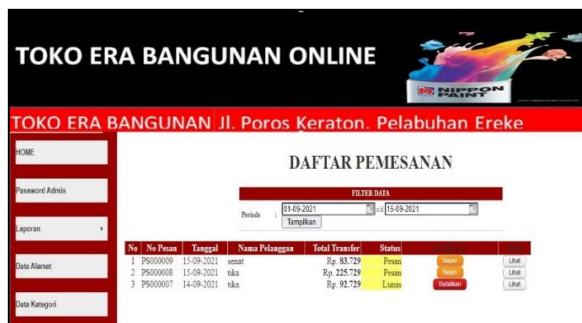 TOKO ERA BANGUNAN ONLINE
NIPPON
PAINT
TOKO ERA BANGUNAN Jl. Poros Keraton. Pelabuhan Ereke
HOME
Password Admin
Laporan
Data Alamat
Data Kategori
DAFTAR PEMESANAN
FILTER DATA
Periode : 01-09-2021 s/d 15-09-2021
Tampilkan
No No Pesan Tanggal Nama Pelanggan Total Transfer Status
1 PS000009 15-09-2021 senat Rp. 83.729 Pesan Bayar Lihat
2 PS000008 15-09-2021 tika Rp. 225.729 Pesan Bayar Lihat
3 PS000007 14-09-2021 tika Rp. 92.729 Lunas Batalkan Lihat